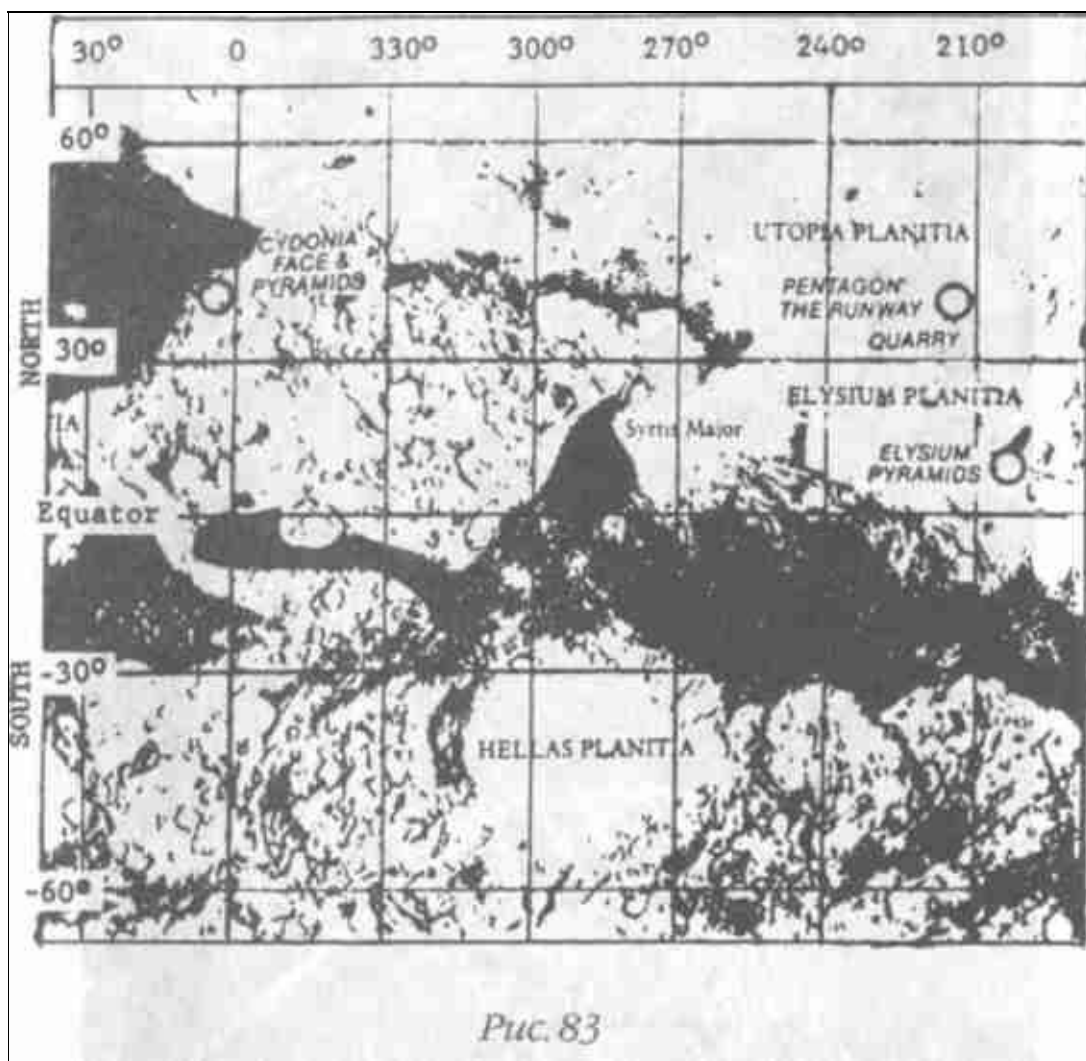 30° 0 330° 300° 270° 240° 210°
60°
CYDONIA
FACE &
PYRAMIDS
UTOPIA PLANITIA
PENTAGON
THE RUNWAY
QUARRY
NORTH
30°
ELYSIUM PLANITIA
IA
Syrtis Major
ELYSIUM
PYRAMIDS
Equator
-30°
SOUTH
HELLAS PLANITIA
-60°
Рис. 83